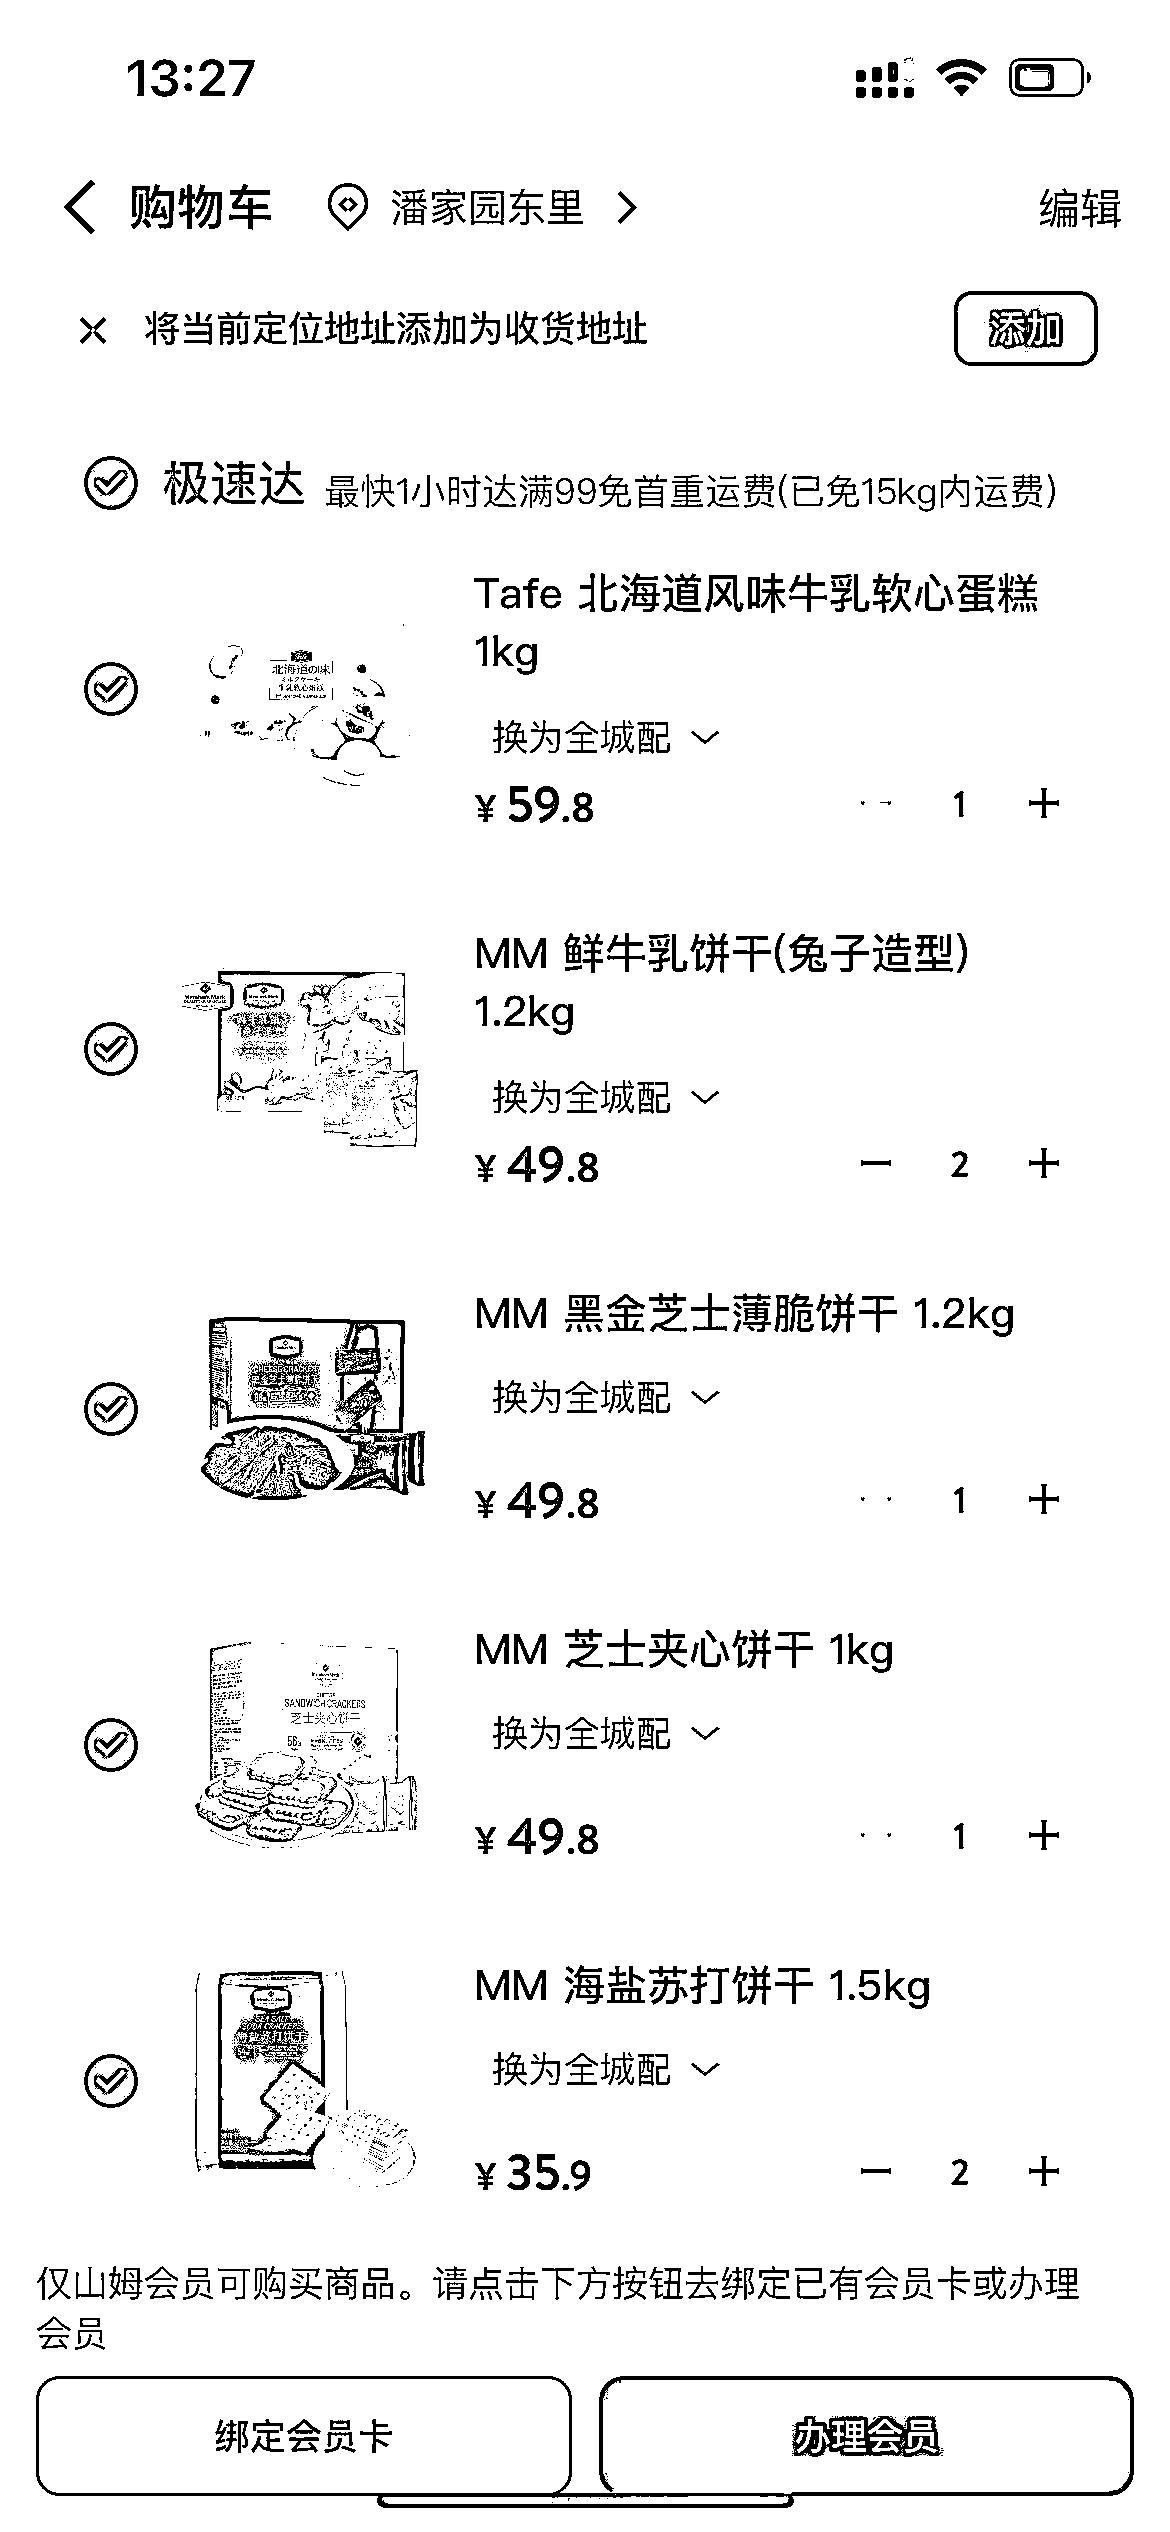 13:27
购物车 潘家园东里 编辑
将当前定位地址添加为收货地址 添加
极速达 最快1小时达满99免首重运费(已免15kg内运费)
Tafe 北海道风味牛乳软心蛋糕
1kg
北海道の味
换为全城配
¥ 59.8 1 +
MM 鲜牛乳饼干(兔子造型)
1.2kg
Member's Mark
换为全城配
¥ 49.8 − 2 +
MM 黑金芝士薄脆饼干 1.2kg
换为全城配
¥ 49.8 1 +
MM 芝士夹心饼干 1kg
SANDWICH CRACKERS
芝士夹心饼干
换为全城配
¥ 49.8 1 +
MM 海盐苏打饼干 1.5kg
海盐苏打饼干
换为全城配
¥ 35.9 − 2 +
仅山姆会员可购买商品。请点击下方按钮去绑定已有会员卡或办理
会员
绑定会员卡 办理会员